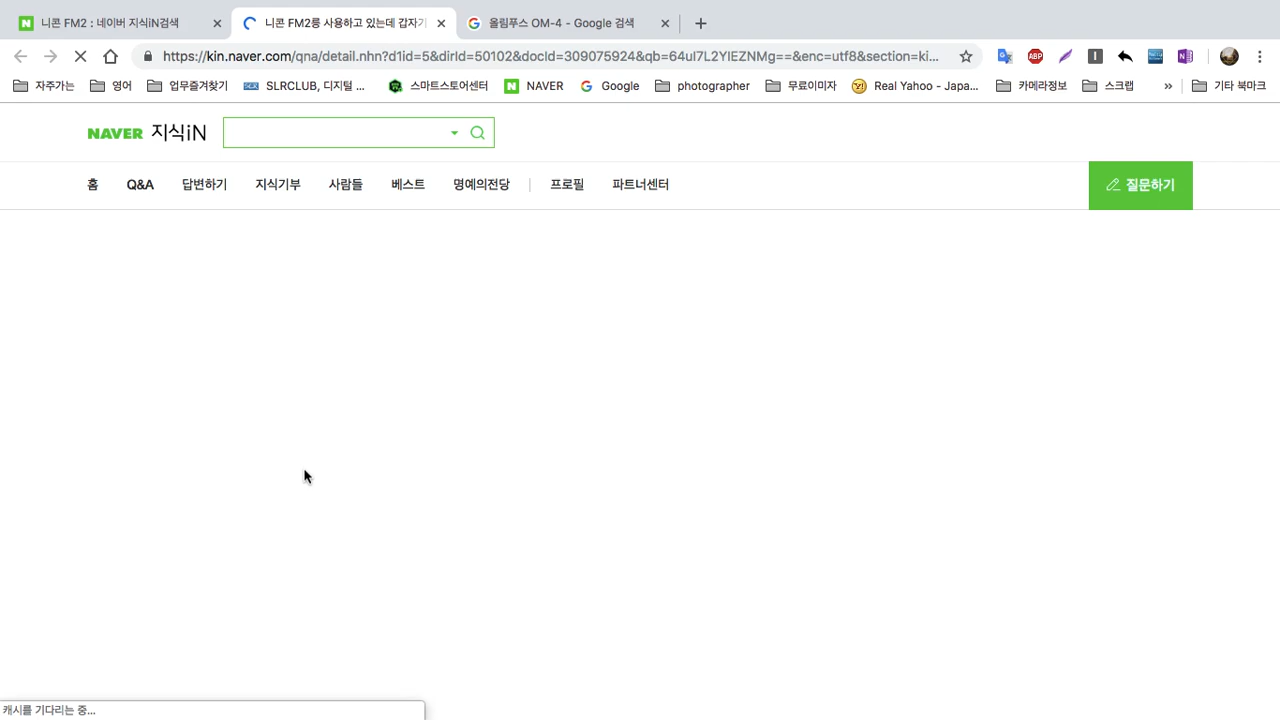 니콘 FM2 : 네이버 지식iN검색
니콘 FM2를 사용하고 있는데 갑자기
올림푸스 OM-4 - Google 검색
https://kin.naver.com/qna/detail.nhn?d1id=5&dirId=50102&docId=309075924&qb=64uI7L2YIEZNMg==&enc=utf8&section=ki...
자주가는
영어
업무즐겨찾기
SLRCLUB, 디지털 ...
스마트스토어센터
NAVER
Google
photographer
무료이미자
Real Yahoo - Japa...
카메라정보
스크랩
»
기타 북마크
NAVER 지식iN
홈
Q&A
답변하기
지식기부
사람들
베스트
명예의전당
프로필
파트너센터
질문하기
캐시를 기다리는 중...